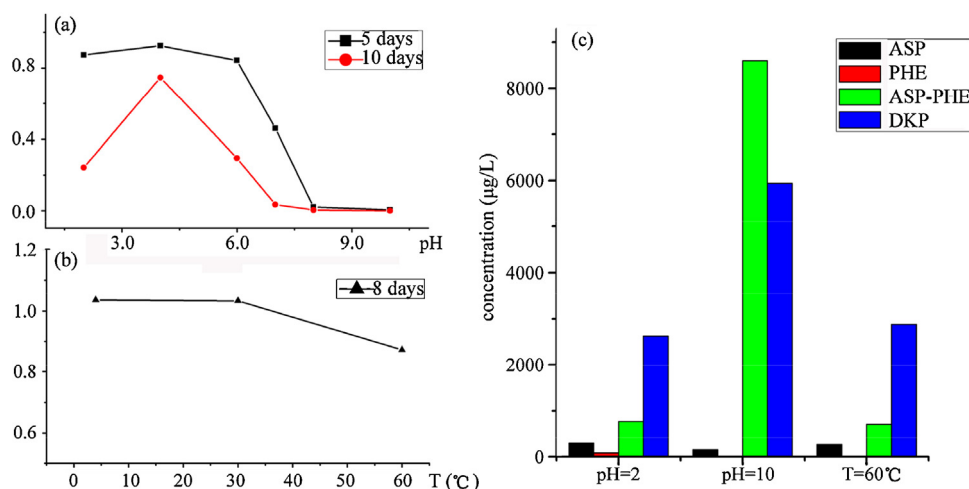 (a)
5 days
10 days
0.8
0.4
0.0
3.0 6.0 9.0 pH
(b)
8 days
1.2
1.0
0.8
0.6
0 10 20 30 40 50 60 T (℃)
(c)
ASP
PHE
ASP-PHE
DKP
concentration (μg/L)
8000
6000
4000
2000
0
pH=2 pH=10 T=60℃